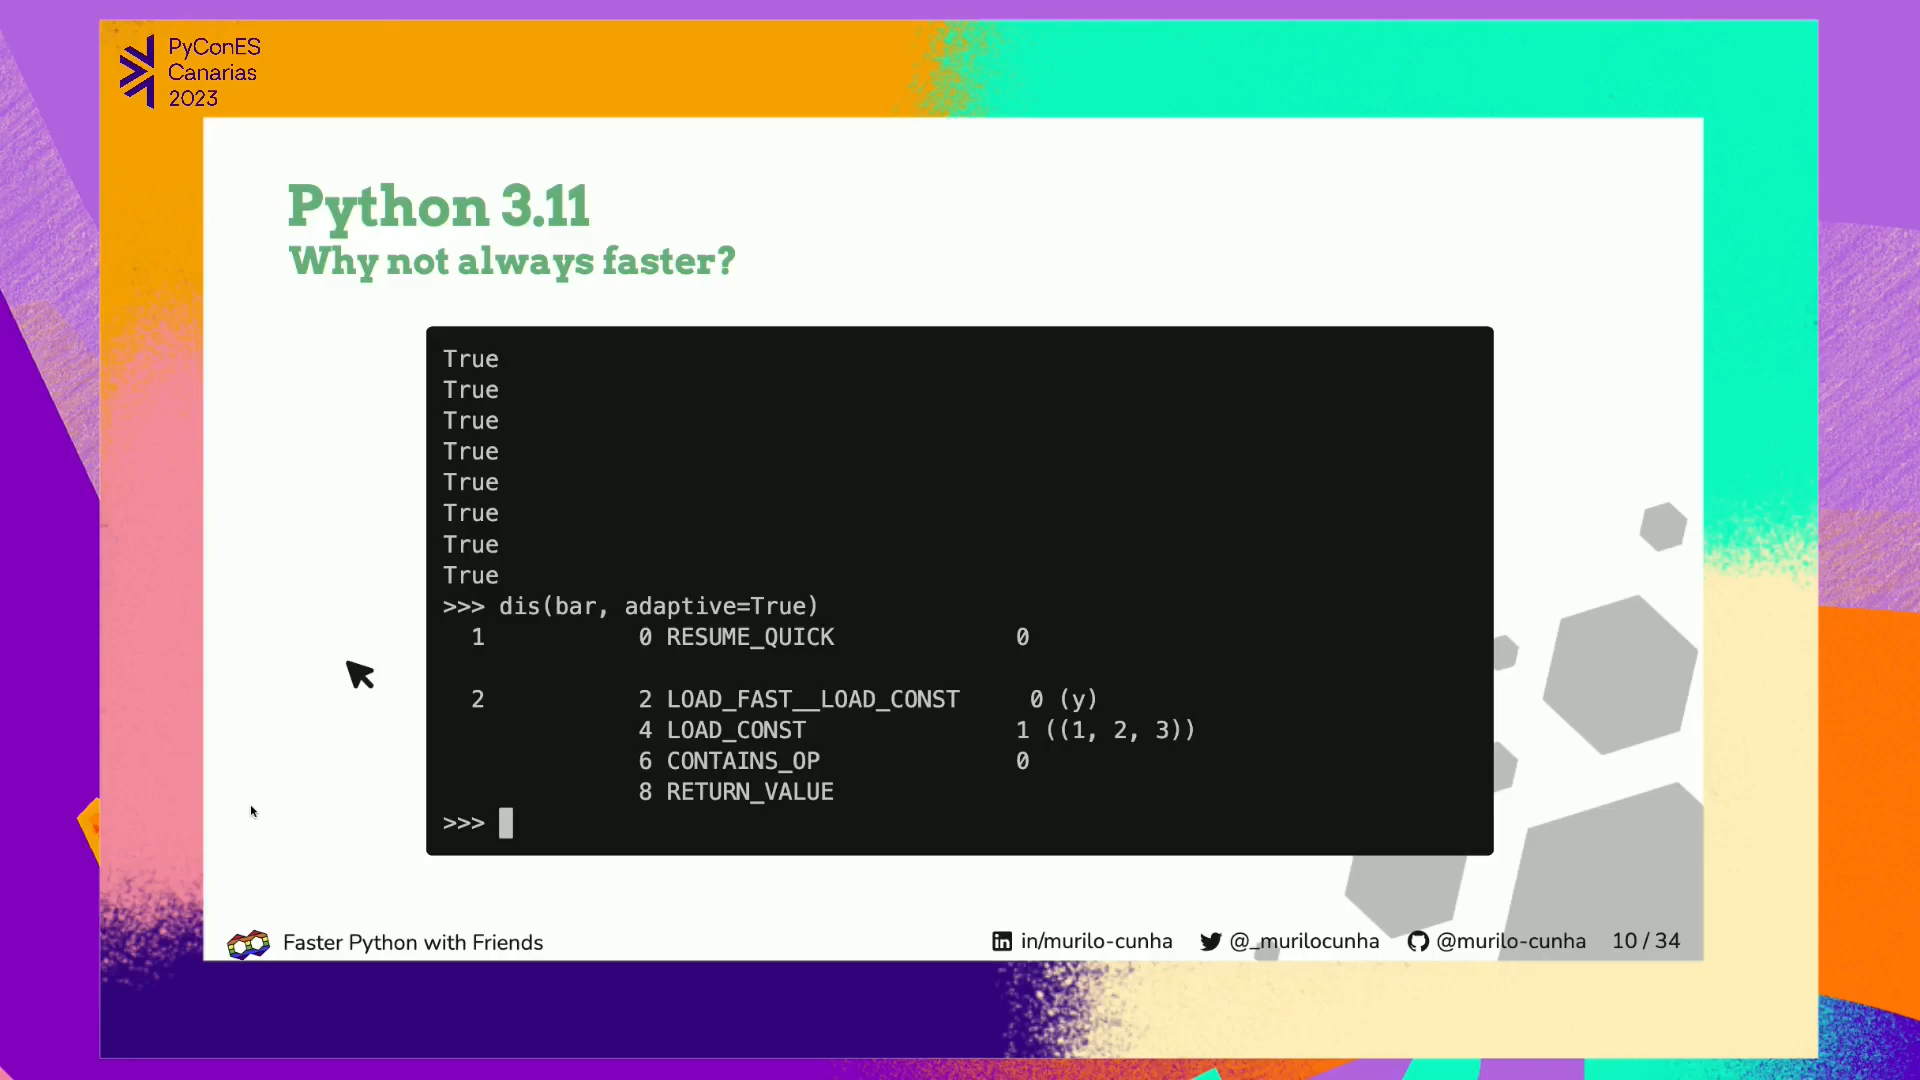 PyConES
Canarias
2023
Python 3.11
Why not always faster?
True
True
True
True
True
True
True
True
>>> dis(bar, adaptive=True)
1 0 RESUME_QUICK 0
2 2 LOAD_FAST__LOAD_CONST 0 (y)
4 LOAD_CONST 1 ((1, 2, 3))
6 CONTAINS_OP 0
8 RETURN_VALUE
>>>
Faster Python with Friends in/murilo-cunha @_murilocunha @murilo-cunha 10 / 34